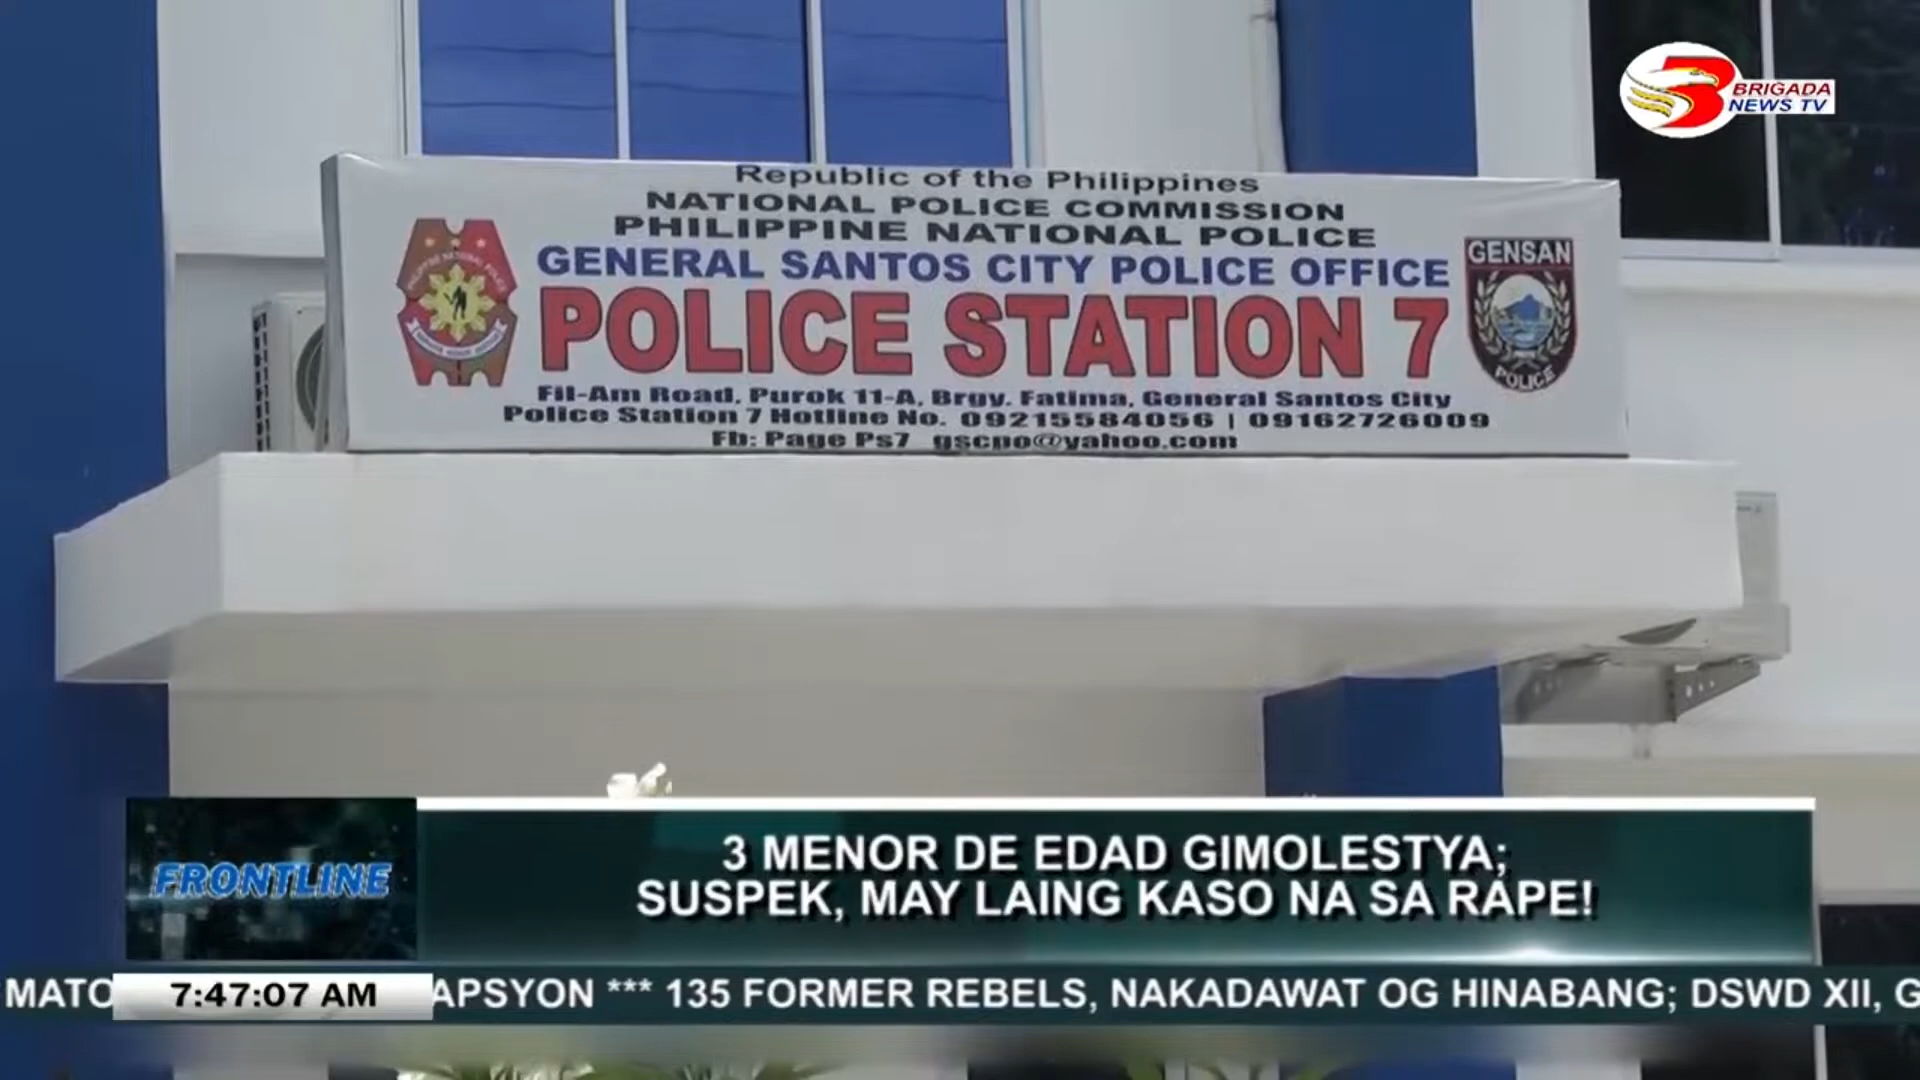 BRIGADA
NEWS TV
Republic of the Philippines
NATIONAL POLICE COMMISSION
PHILIPPINE NATIONAL POLICE
GENERAL SANTOS CITY POLICE OFFICE
POLICE STATION 7
GENSAN
POLICE
Fil-Am Road, Purok 11-A, Brgy. Fatima, General Santos City
Police Station 7 Hotline No. 09215584056 | 09162726009
Fb: Page Ps7 gscpo@yahoo.com
FRONTLINE
3 MENOR DE EDAD GIMOLESTYA;
SUSPEK, MAY LAING KASO NA SA RAPE!
MATO
7:47:07 AM
APSYON *** 135 FORMER REBELS, NAKADAWAT OG HINABANG; DSWD XII, G